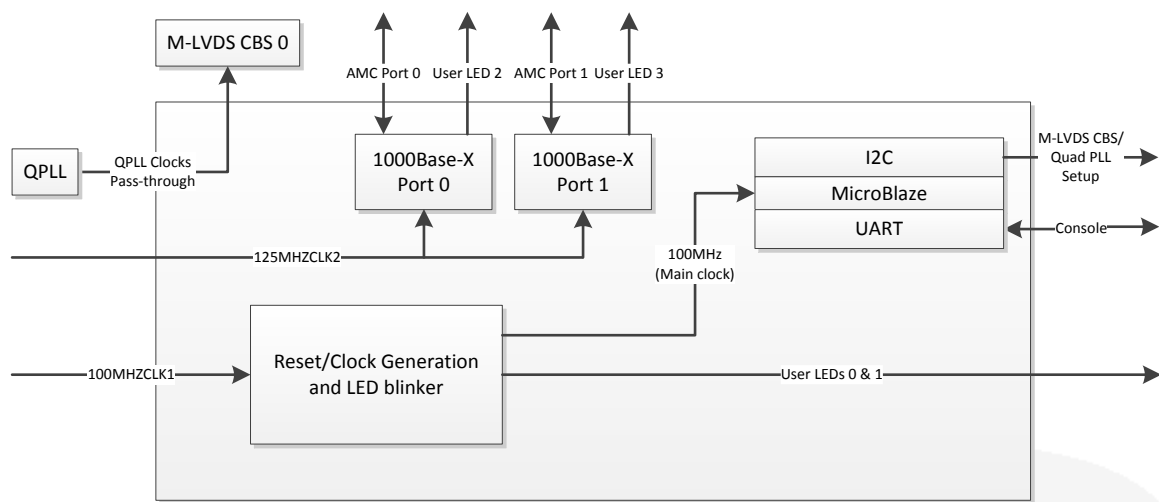 M-LVDS CBS 0
AMC Port 0
User LED 2
AMC Port 1
User LED 3
QPLL
QPLL Clocks
Pass-through
1000Base-X
Port 0
1000Base-X
Port 1
I2C
MicroBlaze
UART
M-LVDS CBS/
Quad PLL
Setup
Console
125MHZCLK2
100MHz
(Main clock)
Reset/Clock Generation
and LED blinker
100MHZCLK1
User LEDs 0 & 1